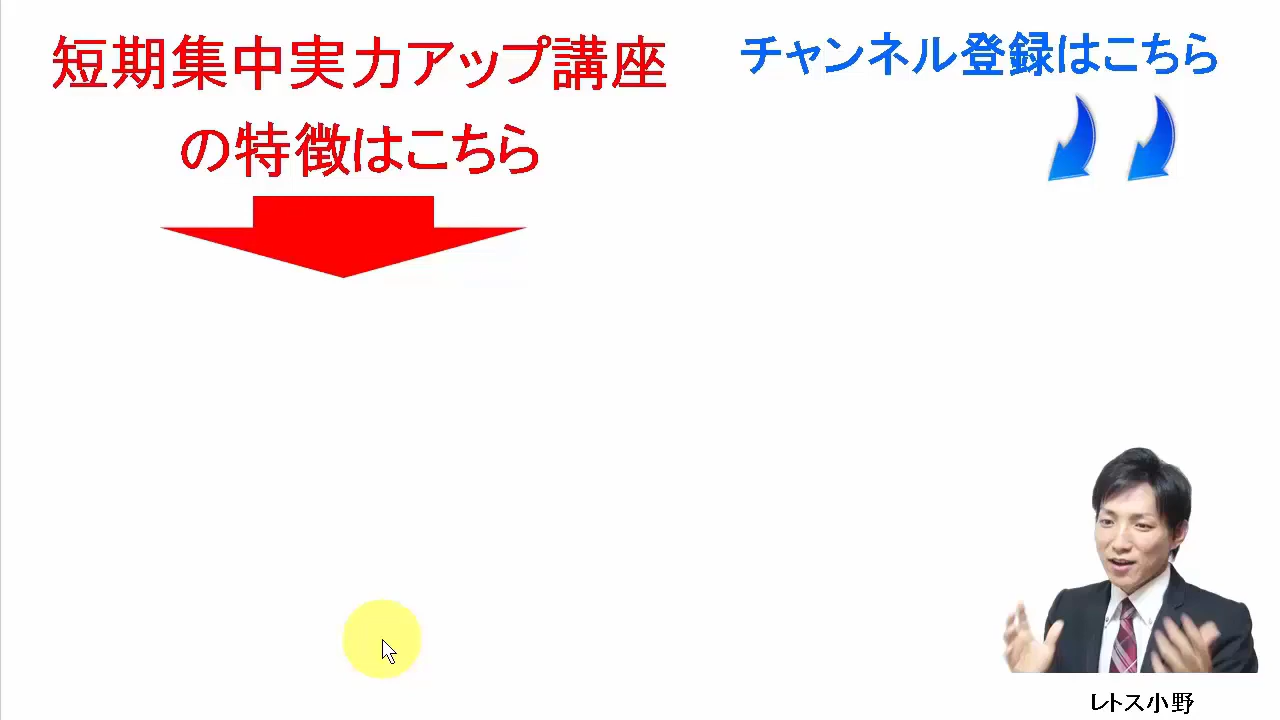 短期集中実力アップ講座
の特徴はこちら
チャンネル登録はこちら
レトス小野